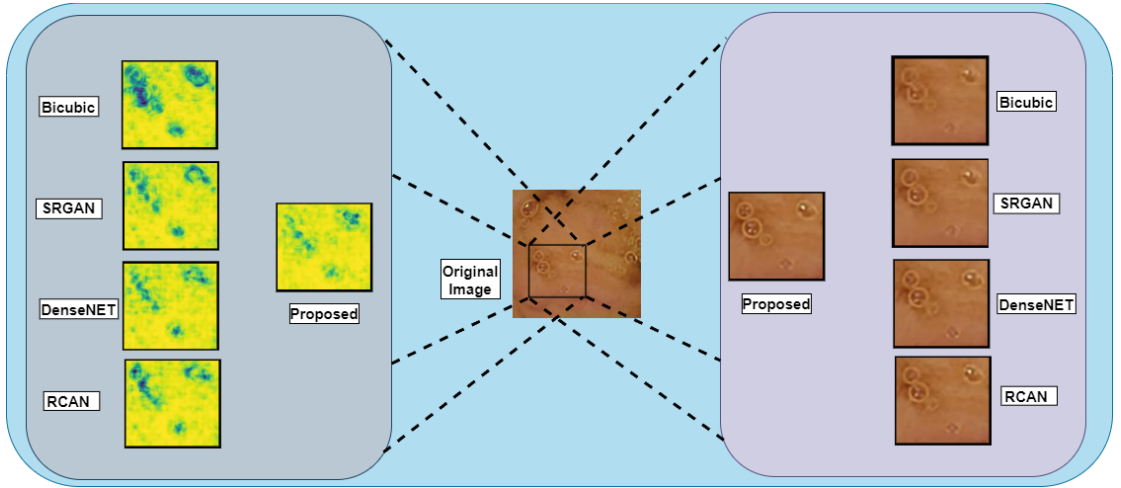 Bicubic
SRGAN
DenseNET
RCAN
Proposed
Original
Image
Proposed
Bicubic
SRGAN
DenseNET
RCAN